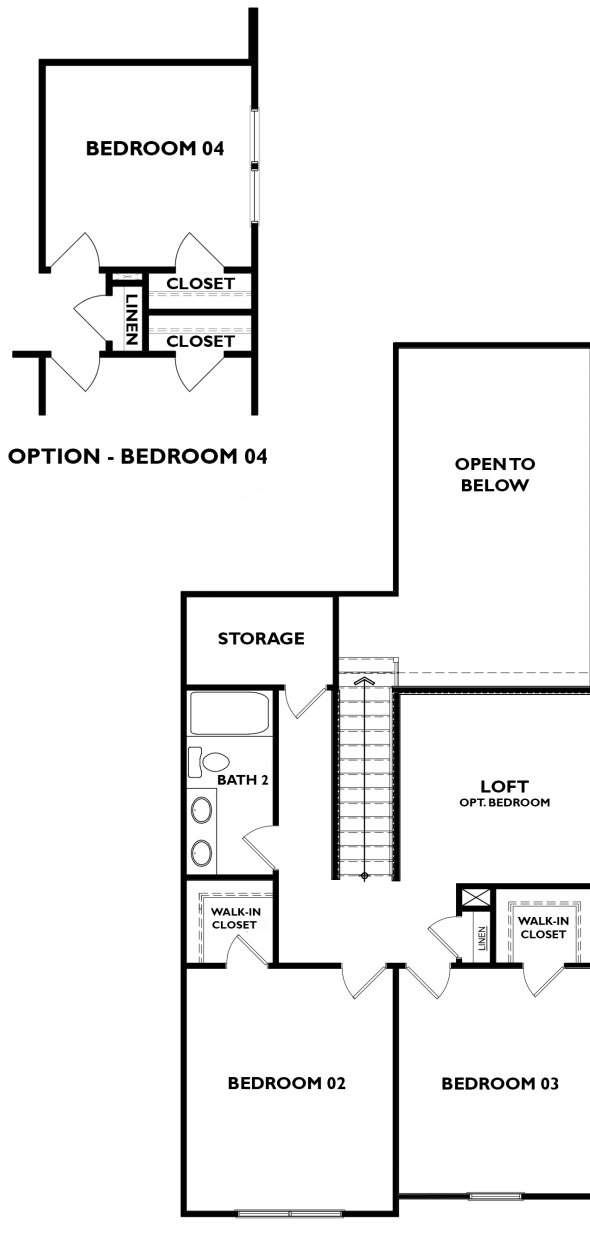 BEDROOM 04
CLOSET
LINEN
CLOSET
OPTION - BEDROOM 04
OPEN TO
BELOW
STORAGE
BATH 2
LOFT
OPT. BEDROOM
WALK-IN
CLOSET
LINEN
WALK-IN
CLOSET
BEDROOM 02
BEDROOM 03